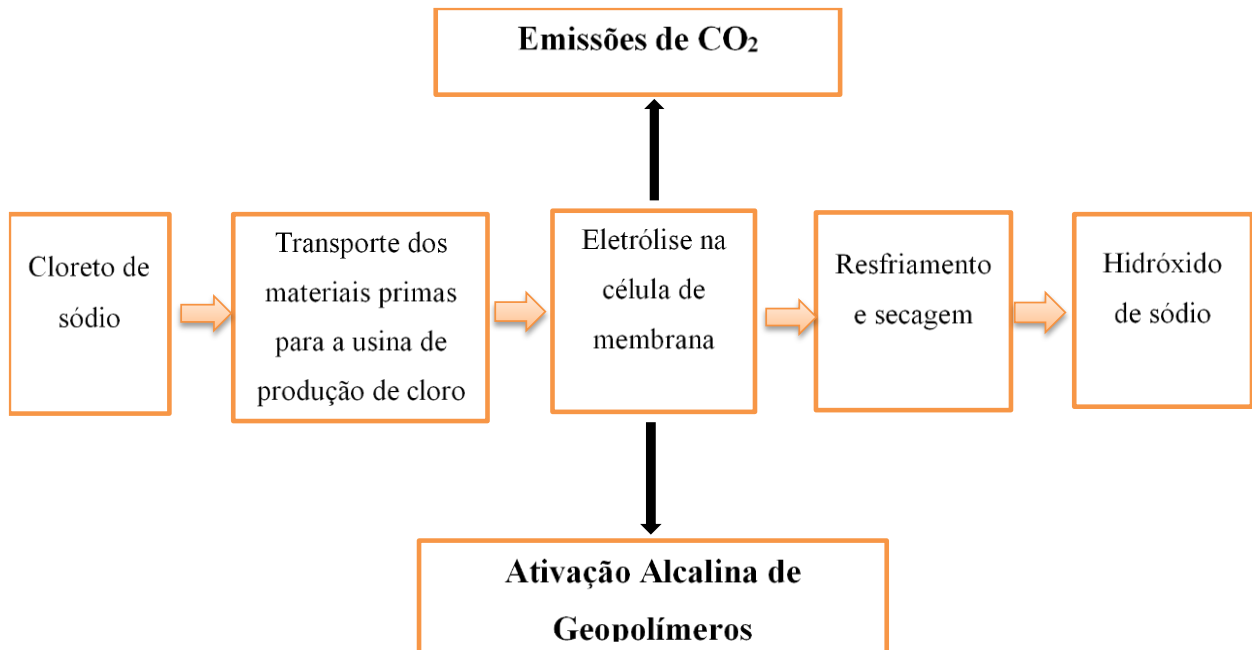 Emissões de CO₂
Cloreto de
sódio
Transporte dos
materiais primas
para a usina de
produção de cloro
Eletrólise na
célula de
membrana
Resfriamento
e secagem
Hidróxido
de sódio
Ativação Alcalina de
Geopolímeros